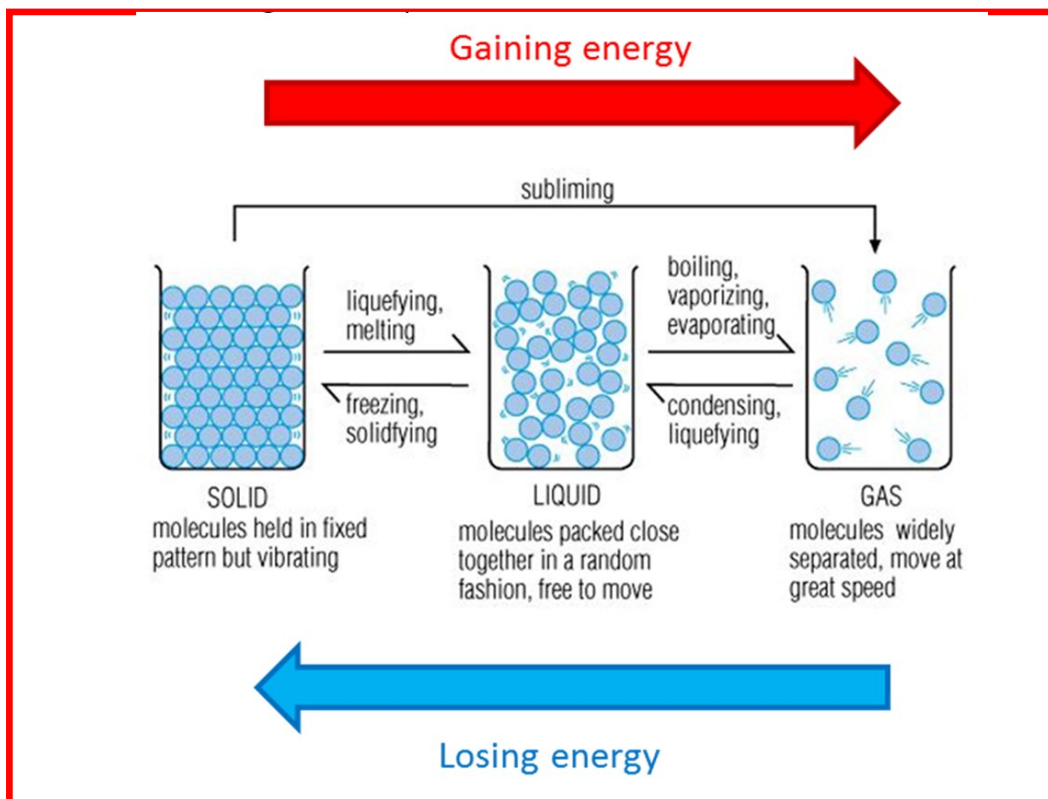 Gaining energy
subliming
liquefying,
melting
freezing,
solidfying
boiling,
vaporizing,
evaporating
condensing,
liquefying
SOLID
molecules held in fixed
pattern but vibrating
LIQUID
molecules packed close
together in a random
fashion, free to move
GAS
molecules widely
separated, move at
great speed
Losing energy